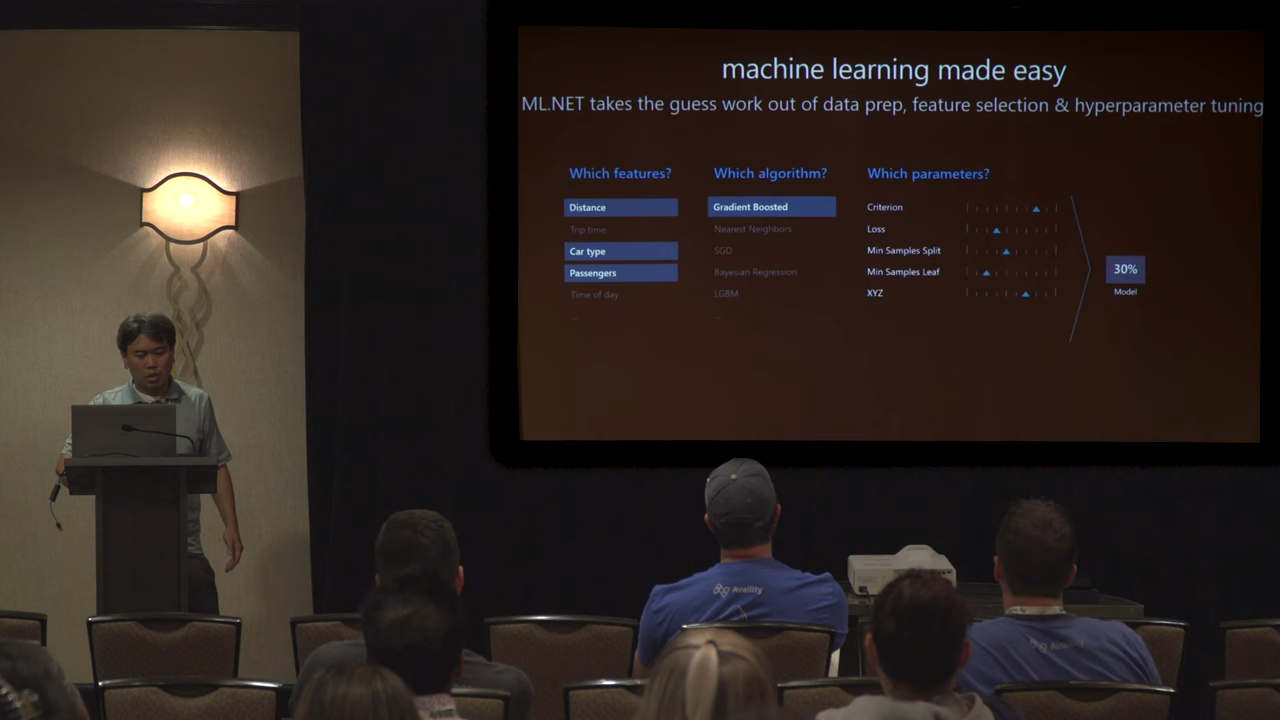 machine learning made easy
ML.NET takes the guess work out of data prep, feature selection & hyperparameter tuning
Which features?
Distance
Trip time
Car type
Passengers
Time of day
...
Which algorithm?
Gradient Boosted
Nearest Neighbors
SGD
Bayesian Regression
LGBM
...
Which parameters?
Criterion
Loss
Min Samples Split
Min Samples Leaf
XYZ
30%
Model
Availity
Availity